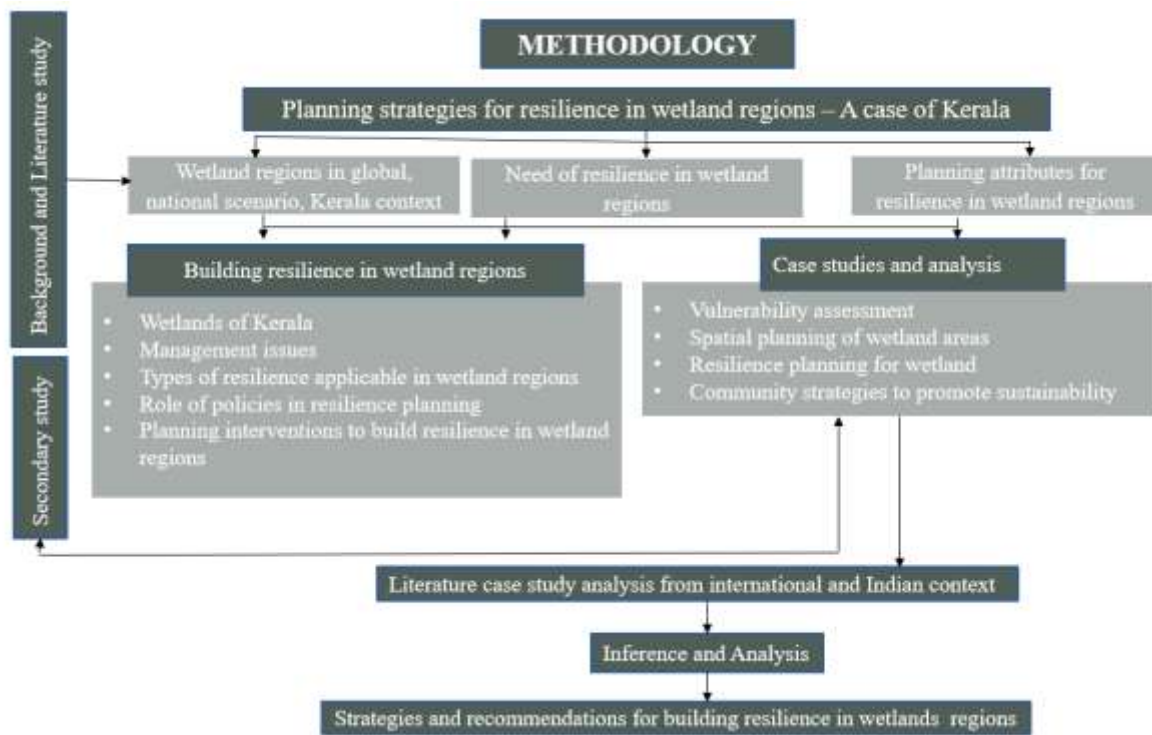 METHODOLOGY
Background and Literature study
Planning strategies for resilience in wetland regions – A case of Kerala
Wetland regions in global,
national scenario, Kerala context
Need of resilience in wetland
regions
Planning attributes for
resilience in wetland regions
Building resilience in wetland regions
• Wetlands of Kerala
• Management issues
• Types of resilience applicable in wetland regions
• Role of policies in resilience planning
• Planning interventions to build resilience in wetland
regions
Case studies and analysis
• Vulnerability assessment
• Spatial planning of wetland areas
• Resilience planning for wetland
• Community strategies to promote sustainability
Secondary study
Literature case study analysis from international and Indian context
Inference and Analysis
Strategies and recommendations for building resilience in wetlands regions